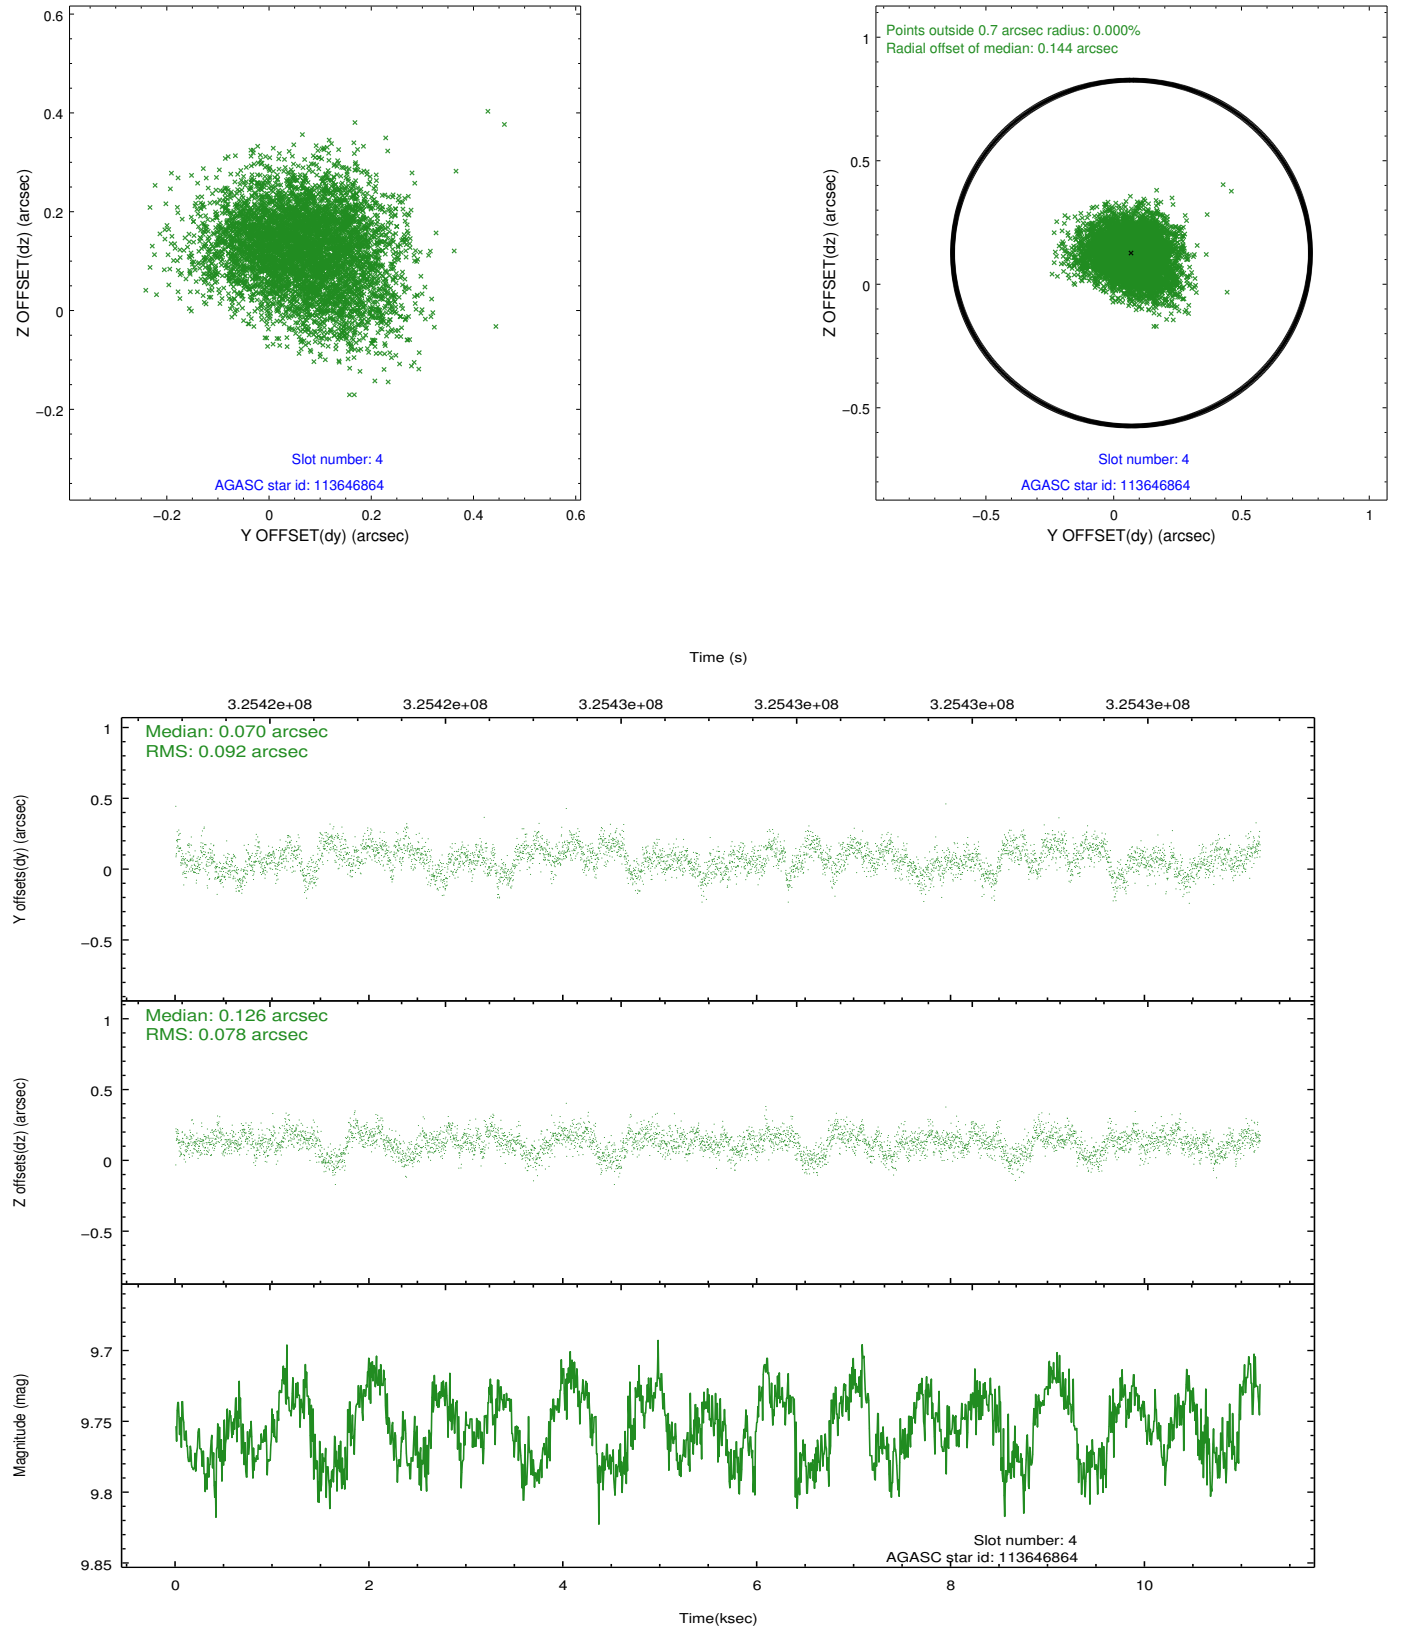 0.6
0.4
0.2
0
−0.2
Z OFFSET(dz) (arcsec)
Slot number: 4
AGASC star id: 113646864
−0.2 0 0.2 0.4 0.6
Y OFFSET(dy) (arcsec)
Points outside 0.7 arcsec radius: 0.000%
Radial offset of median: 0.144 arcsec
1
0.5
0
−0.5
Z OFFSET(dz) (arcsec)
Slot number: 4
AGASC star id: 113646864
−0.5 0 0.5 1
Y OFFSET(dy) (arcsec)
Time (s)
3.2542e+08 3.2542e+08 3.2543e+08 3.2543e+08 3.2543e+08 3.2543e+08
Median: 0.070 arcsec
RMS: 0.092 arcsec
1
0.5
0
−0.5
Y offsets(dy) (arcsec)
Median: 0.126 arcsec
RMS: 0.078 arcsec
1
0.5
0
−0.5
Z offsets(dz) (arcsec)
9.7
9.75
9.8
9.85
Magnitude (mag)
Slot number: 4
AGASC star id: 113646864
0 2 4 6 8 10
Time(ksec)